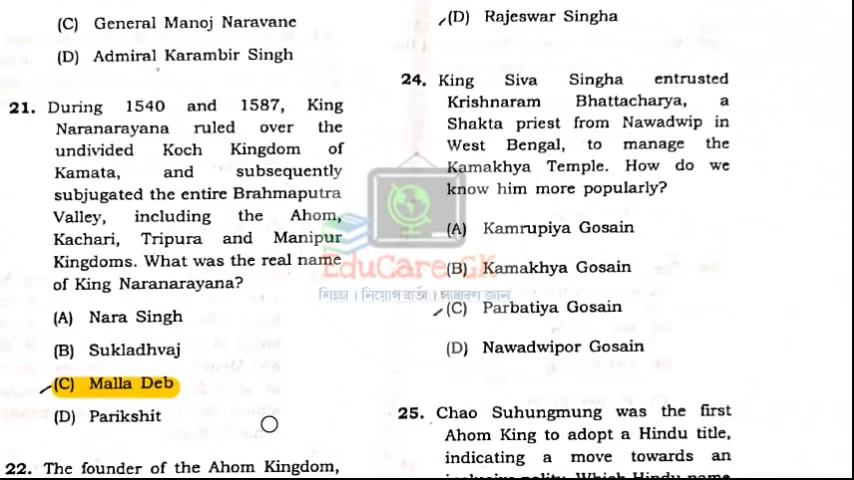 (C) General Manoj Naravane
(D) Admiral Karambir Singh
21. During 1540 and 1587, King
Naranarayana ruled over the
undivided Koch Kingdom of
Kamata, and subsequently
subjugated the entire Brahmaputra
Valley, including the Ahom,
Kachari, Tripura and Manipur
Kingdoms. What was the real name
of King Naranarayana?
(A) Nara Singh
(B) Sukladhvaj
(C) Malla Deb
(D) Parikshit
22. The founder of the Ahom Kingdom,
(D) Rajeswar Singha
24. King Siva Singha entrusted
Krishnaram Bhattacharya, a
Shakta priest from Nawadwip in
West Bengal, to manage the
Kamakhya Temple. How do we
know him more popularly?
(A) Kamrupiya Gosain
(B) Kamakhya Gosain
(C) Parbatiya Gosain
(D) Nawadwipor Gosain
25. Chao Suhungmung was the first
Ahom King to adopt a Hindu title,
indicating a move towards an
inclusive polity. Which Hindu name
EduCare GK
শিক্ষা | নিয়োগ বাৰ্তা | সাধাৰণ জ্ঞান